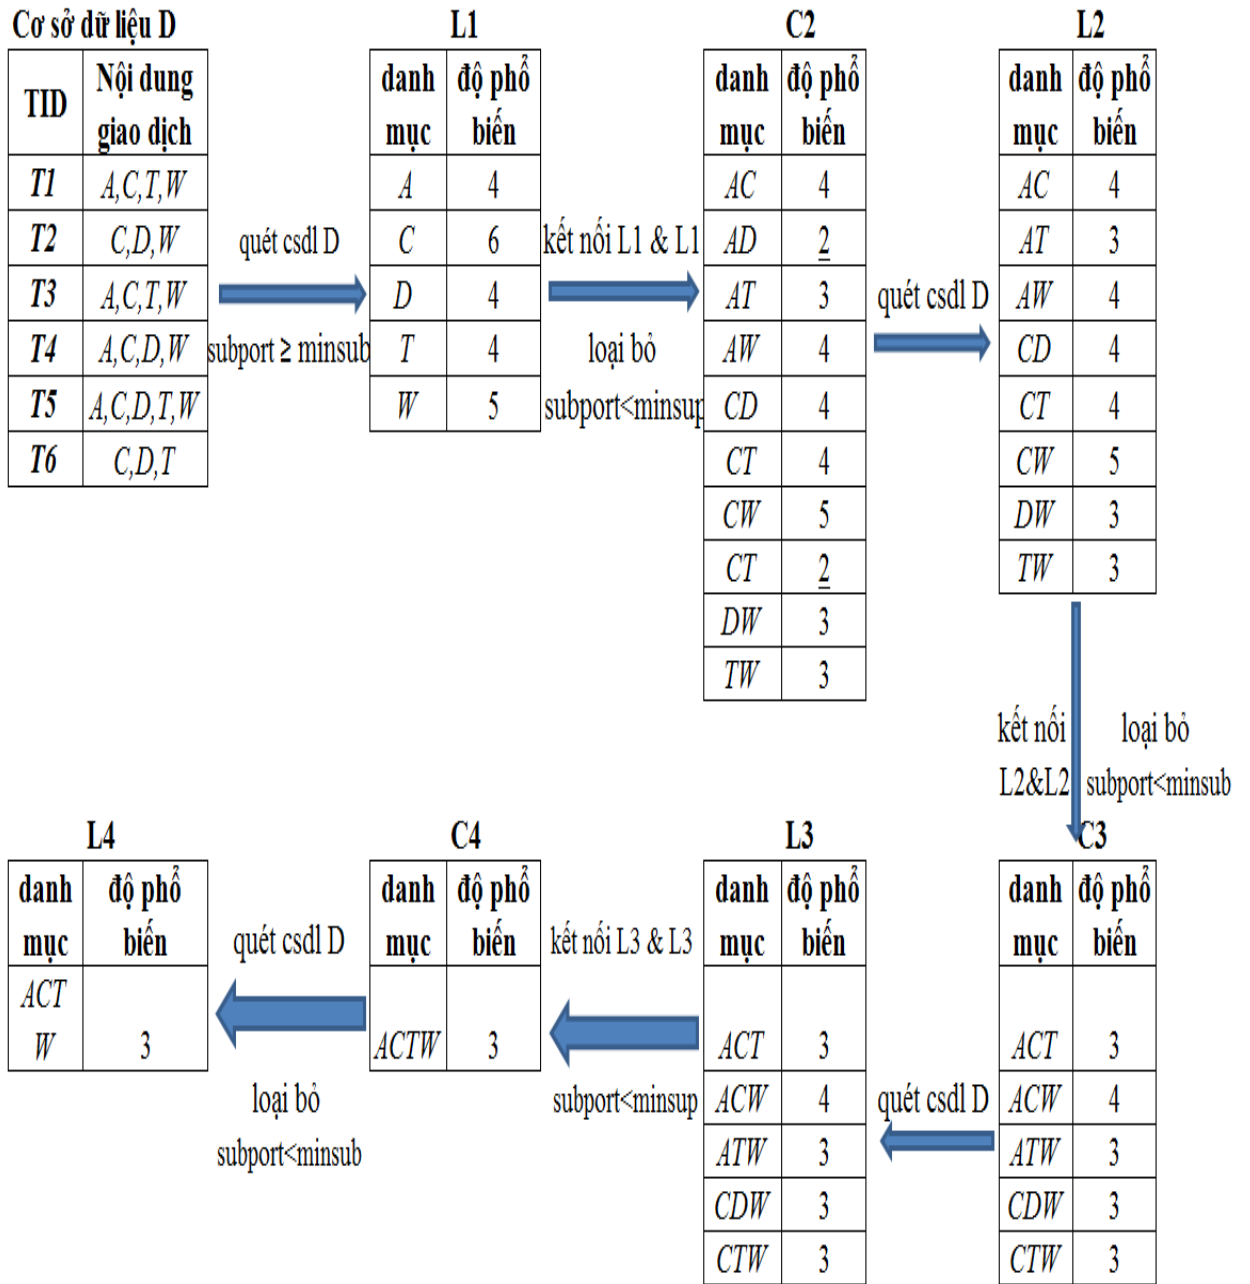 Cơ sở dữ liệu D
TID
Nội dung
giao dịch
T1 A,C,T,W
T2 C,D,W
T3 A,C,T,W
T4 A,C,D,W
T5 A,C,D,T,W
T6 C,D,T
quét csdl D
subport ≥ minsub
L1
danh độ phổ
mục biến
A 4
C 6
D 4
T 4
W 5
kết nối L1 & L1
loại bỏ
subport<minsup
C2
danh độ phổ
mục biến
AC 4
AD 2
AT 3
AW 4
CD 4
CT 4
CW 5
CT 2
DW 3
TW 3
quét csdl D
L2
danh độ phổ
mục biến
AC 4
AT 3
AW 4
CD 4
CT 4
CW 5
DW 3
TW 3
kết nối
L2&L2
loại bỏ
subport<minsub
C3
danh độ phổ
mục biến
ACT 3
ACW 4
ATW 3
CDW 3
CTW 3
quét csdl D
L3
danh độ phổ
mục biến
ACT 3
ACW 4
ATW 3
CDW 3
CTW 3
kết nối L3 & L3
subport<minsup
C4
danh độ phổ
mục biến
ACTW 3
quét csdl D
loại bỏ
subport<minsub
L4
danh độ phổ
mục biến
ACT
W 3